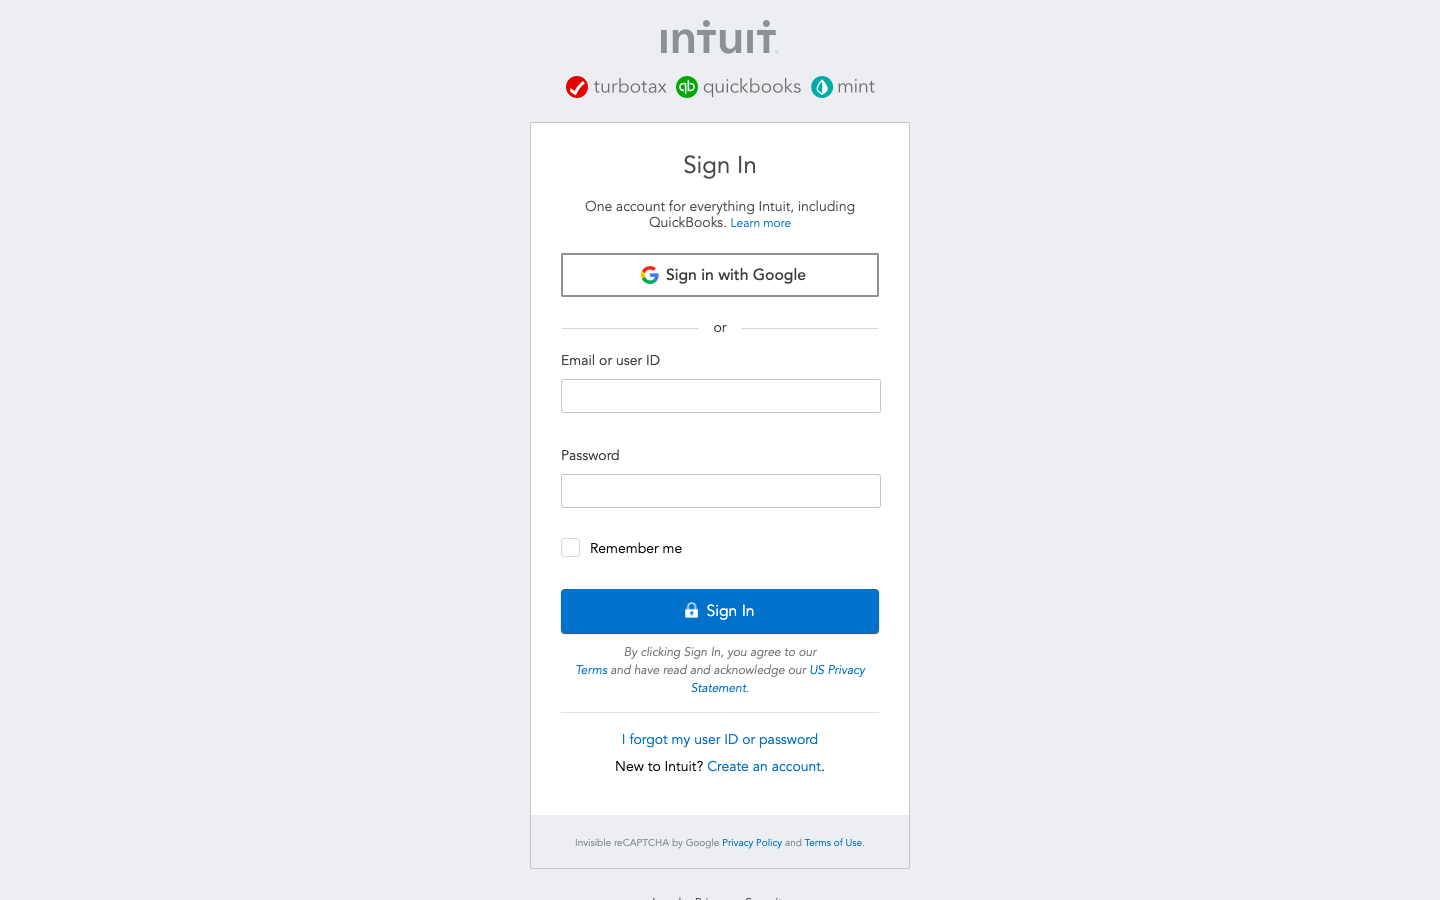 intuit
turbotax quickbooks mint
Sign In
One account for everything Intuit, including
QuickBooks. Learn more
Sign in with Google
or
Email or user ID
Password
Remember me
Sign In
By clicking Sign In, you agree to our
Terms and have read and acknowledge our US Privacy
Statement.
I forgot my user ID or password
New to Intuit? Create an account.
Invisible reCAPTCHA by Google Privacy Policy and Terms of Use.